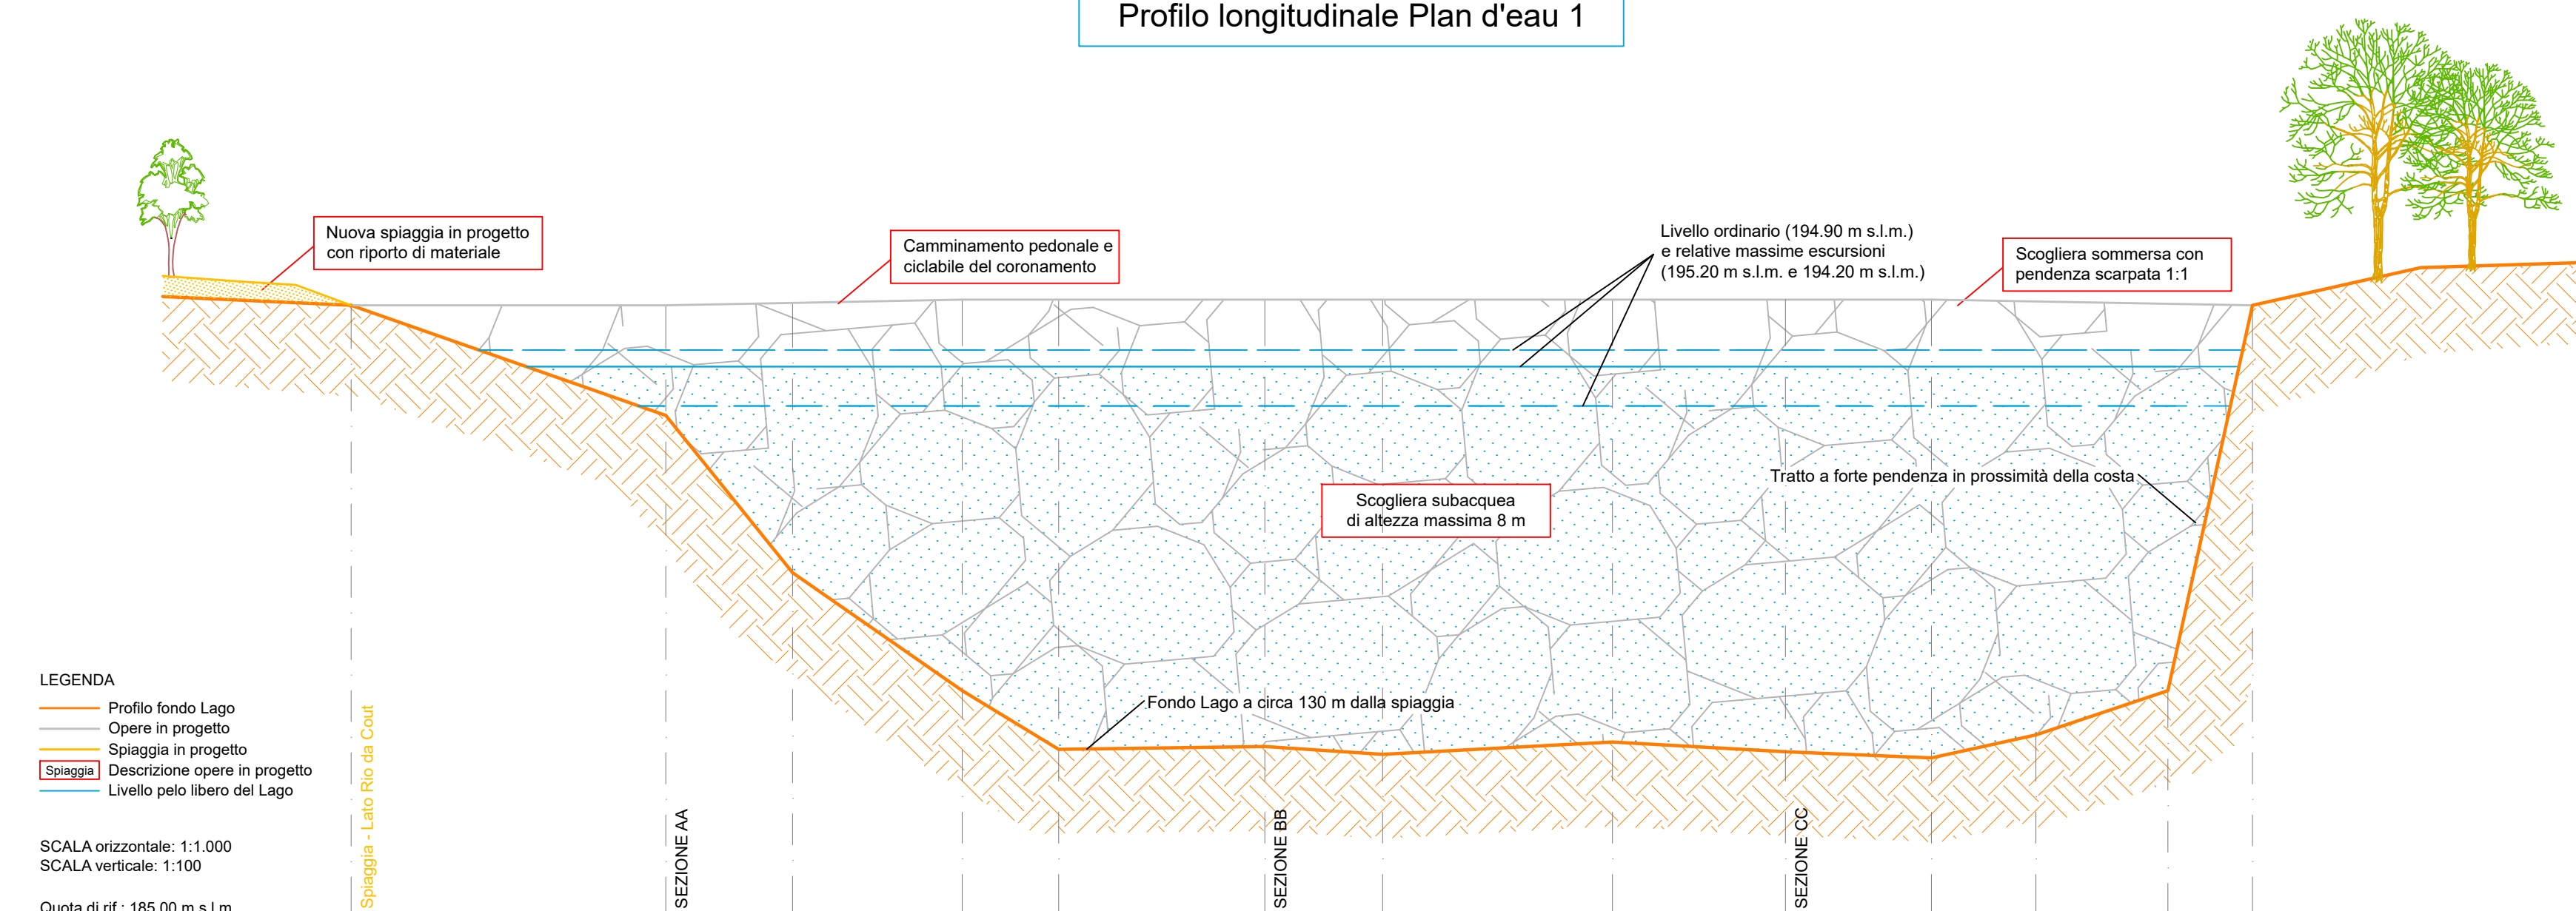 Profilo longitudinale Plan d'eau 1
Nuova spiaggia in progetto
con riporto di materiale
Camminamento pedonale e
ciclabile del coronamento
Livello ordinario (194.90 m s.l.m.)
e relative massime escursioni
(195.20 m s.l.m. e 194.20 m s.l.m.)
Scogliera sommersa con
pendenza scarpata 1:1
Tratto a forte pendenza in prossimità della costa
Scogliera subacquea
di altezza massima 8 m
Fondo Lago a circa 130 m dalla spiaggia
LEGENDA
Profilo fondo Lago
Opere in progetto
Spiaggia in progetto
Spiaggia Descrizione opere in progetto
Livello pelo libero del Lago
SCALA orizzontale: 1:1.000
SCALA verticale: 1:100
Quota di rif.: 185.00 m s.l.m.
Spiaggia - Lato Rio da Cout
SEZIONE AA
SEZIONE BB
SEZIONE CC